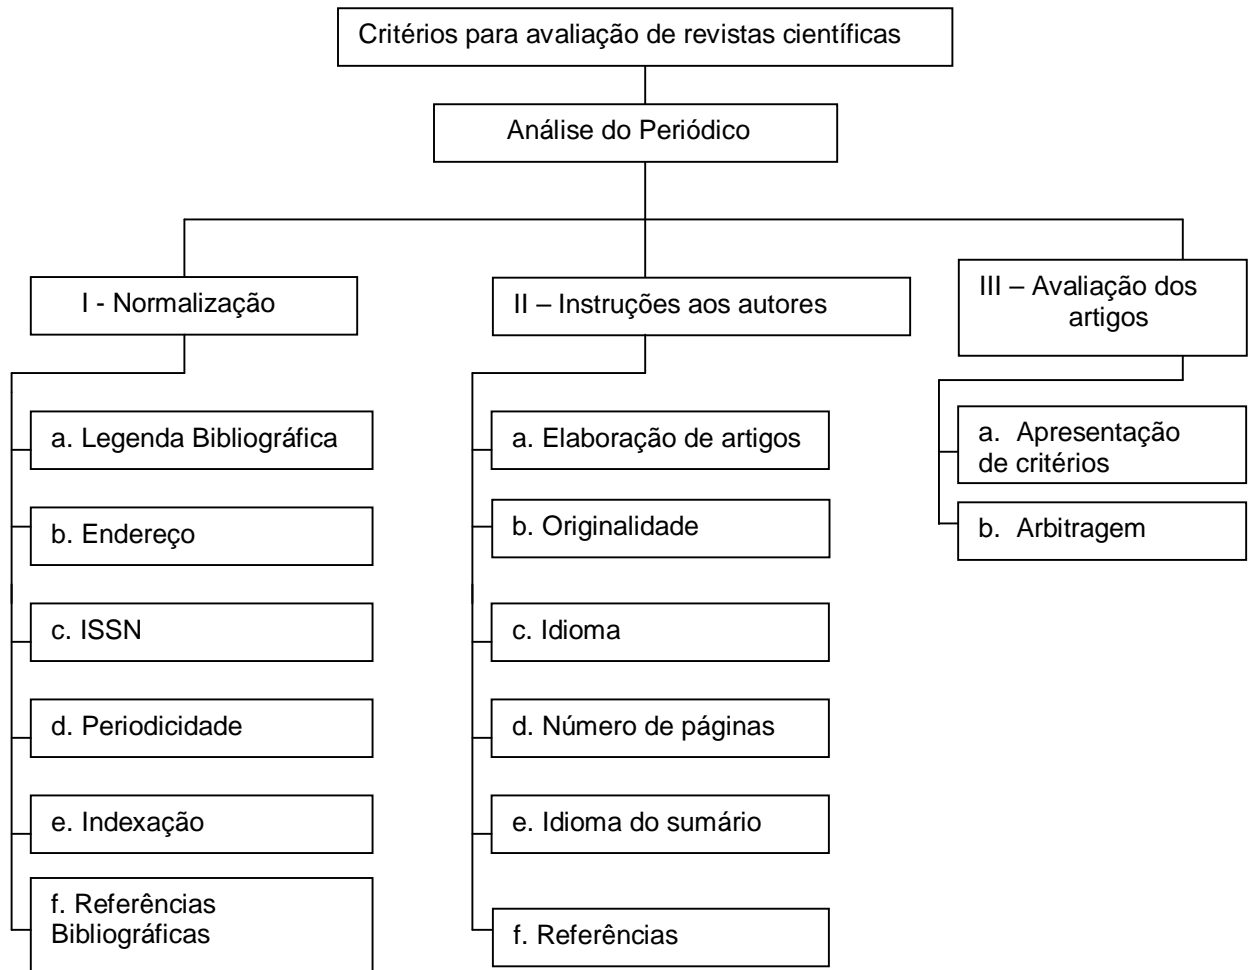 Critérios para avaliação de revistas científicas
Análise do Periódico
I - Normalização
II – Instruções aos autores
III – Avaliação dos
artigos
a. Legenda Bibliográfica
b. Endereço
c. ISSN
d. Periodicidade
e. Indexação
f. Referências
Bibliográficas
a. Elaboração de artigos
b. Originalidade
c. Idioma
d. Número de páginas
e. Idioma do sumário
f. Referências
a. Apresentação
de critérios
b. Arbitragem